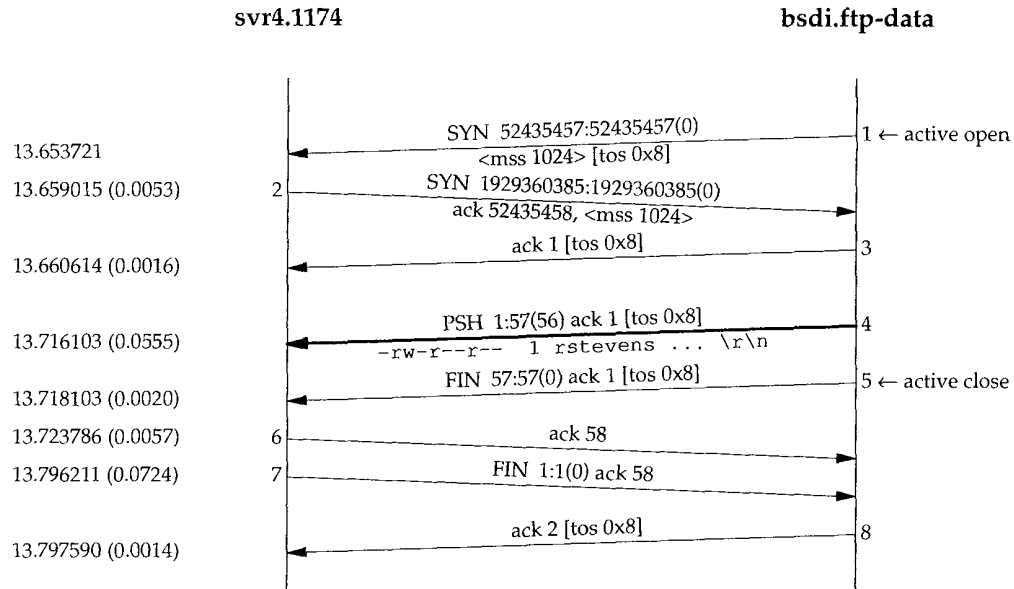 svr4.1174 bsdi.ftp-data
SYN 52435457:52435457(0)
1 ← active open
13.653721
<mss 1024> [tos 0x8]
13.659015 (0.0053) 2
SYN 1929360385:1929360385(0)
ack 52435458, <mss 1024>
ack 1 [tos 0x8]
3
13.660614 (0.0016)
PSH 1:57(56) ack 1 [tos 0x8]
4
13.716103 (0.0555)
-rw-r--r-- 1 rstevens ... \r\n
FIN 57:57(0) ack 1 [tos 0x8]
5 ← active close
13.718103 (0.0020)
13.723786 (0.0057) 6
ack 58
13.796211 (0.0724) 7
FIN 1:1(0) ack 58
ack 2 [tos 0x8]
8
13.797590 (0.0014)